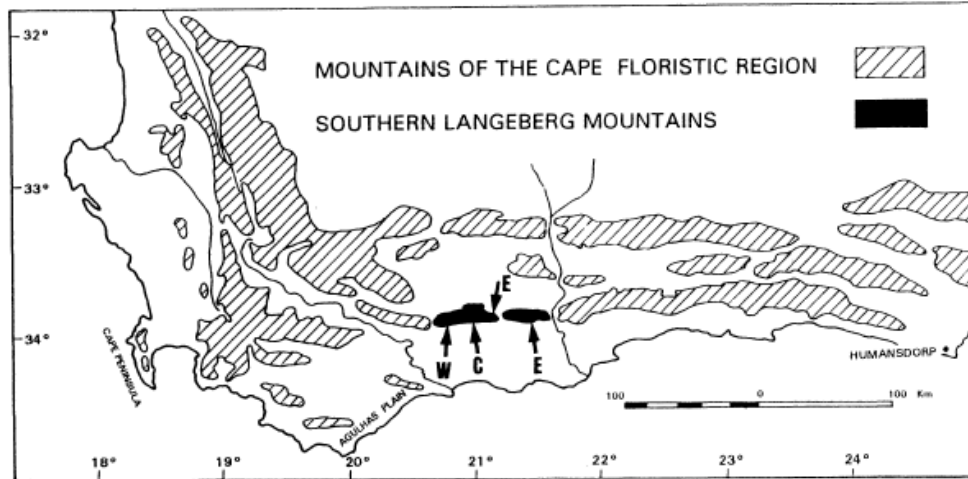 32°
MOUNTAINS OF THE CAPE FLORISTIC REGION
SOUTHERN LANGEBERG MOUNTAINS
33°
E
34°
W C E
CAPE PENINSULA
HUMANSDORP
AGULHAS PLAIN
100 0 100 Km
18° 19° 20° 21° 22° 23° 24°